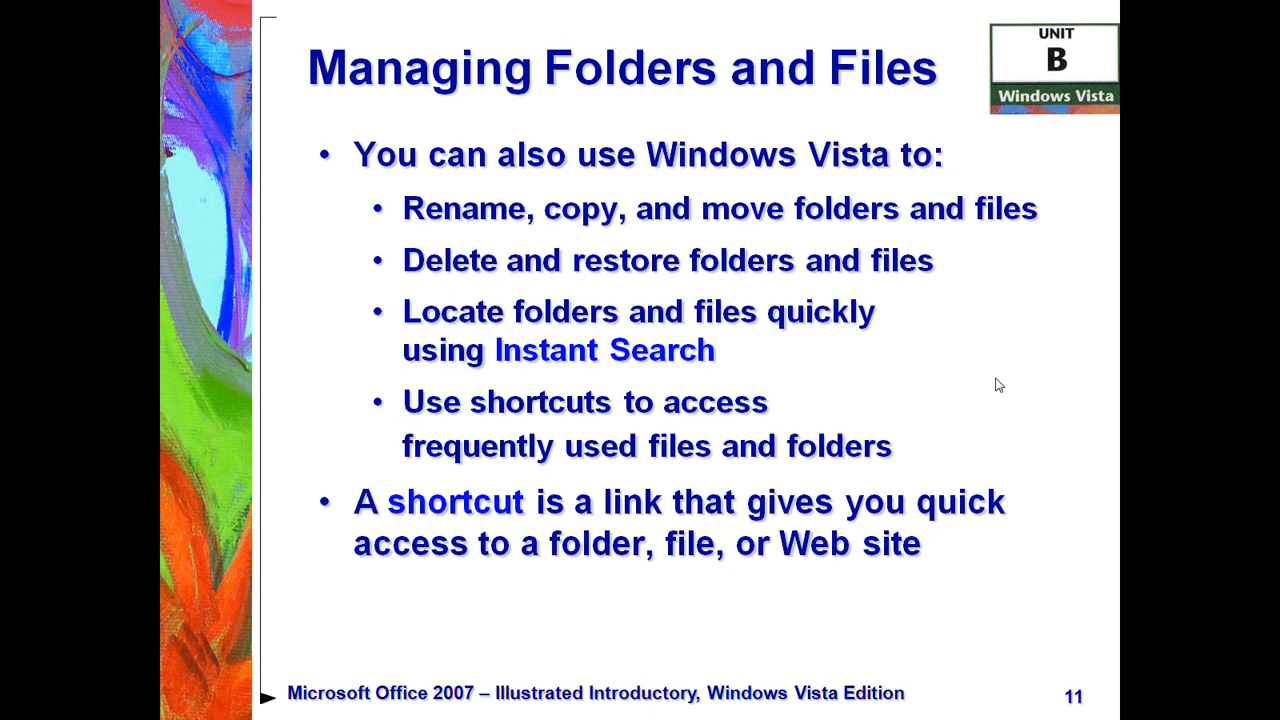 Managing Folders and Files
UNIT
B
Windows Vista
• You can also use Windows Vista to:
• Rename, copy, and move folders and files
• Delete and restore folders and files
• Locate folders and files quickly
using Instant Search
• Use shortcuts to access
frequently used files and folders
• A shortcut is a link that gives you quick
access to a folder, file, or Web site
Microsoft Office 2007 – Illustrated Introductory, Windows Vista Edition
11